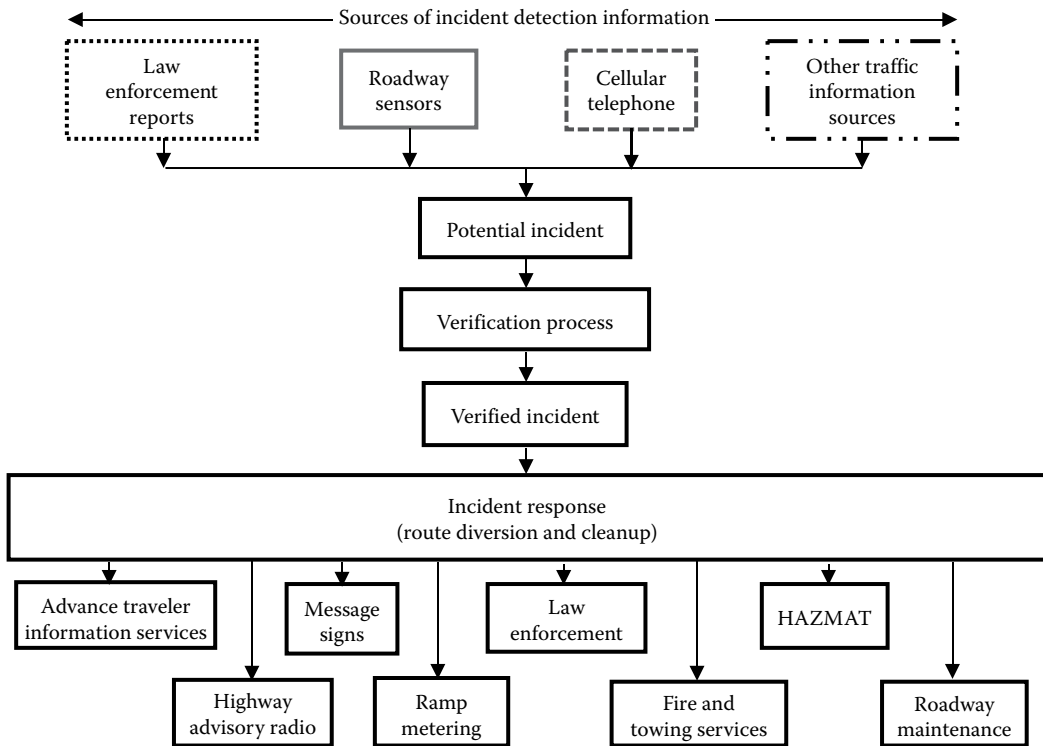 Sources of incident detection information
Law
enforcement
reports
Roadway
sensors
Cellular
telephone
Other traffic
information
sources
Potential incident
Verification process
Verified incident
Incident response
(route diversion and cleanup)
Advance traveler
information services
Message
signs
Law
enforcement
HAZMAT
Highway
advisory radio
Ramp
metering
Fire and
towing services
Roadway
maintenance